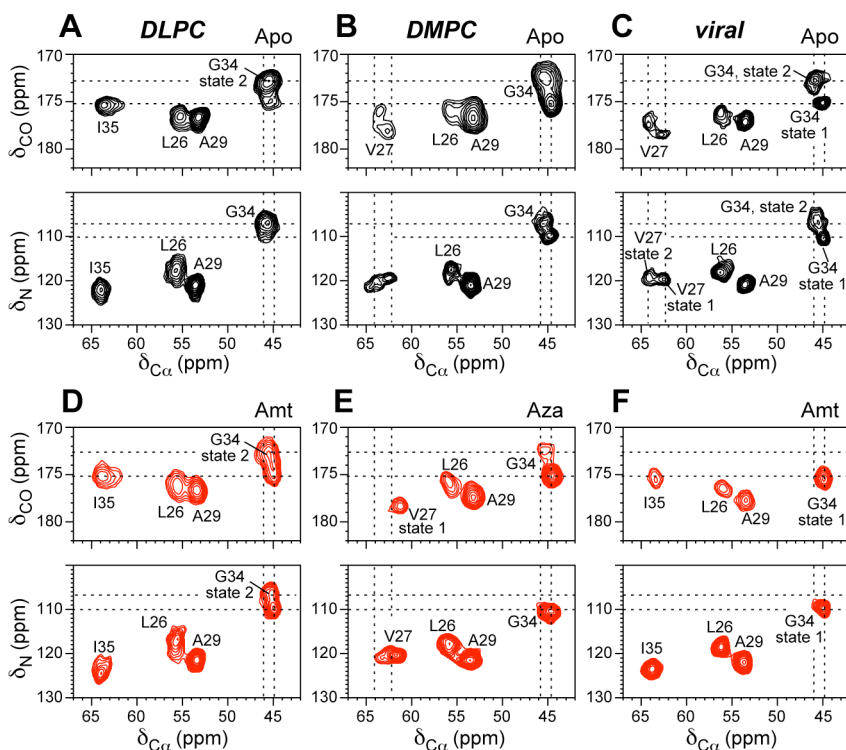 A DLPC Apo
B DMPC Apo
C viral Apo
170
175
180
δCO (ppm)
G34
state 2
I35
L26
A29
V27
L26
A29
G34
G34, state 2
V27
L26
A29
G34
state 1
110
120
130
δN (ppm)
G34
L26
I35
A29
G34
L26
V27
A29
G34, state 2
V27
state 2
L26
A29
V27
state 1
G34
state 1
65 60 55 50 45
65 60 55 50 45
65 60 55 50 45
δCα (ppm)
δCα (ppm)
δCα (ppm)
D Amt
E Aza
F Amt
170
175
180
δCO (ppm)
G34
state 2
I35
L26
A29
L26
G34
A29
V27
state 1
I35
L26
A29
G34
state 1
110
120
130
δN (ppm)
G34
state 2
L26
I35
A29
V27
L26
A29
G34
I35
L26
A29
G34
state 1
65 60 55 50 45
65 60 55 50 45
65 60 55 50 45
δCα (ppm)
δCα (ppm)
δCα (ppm)